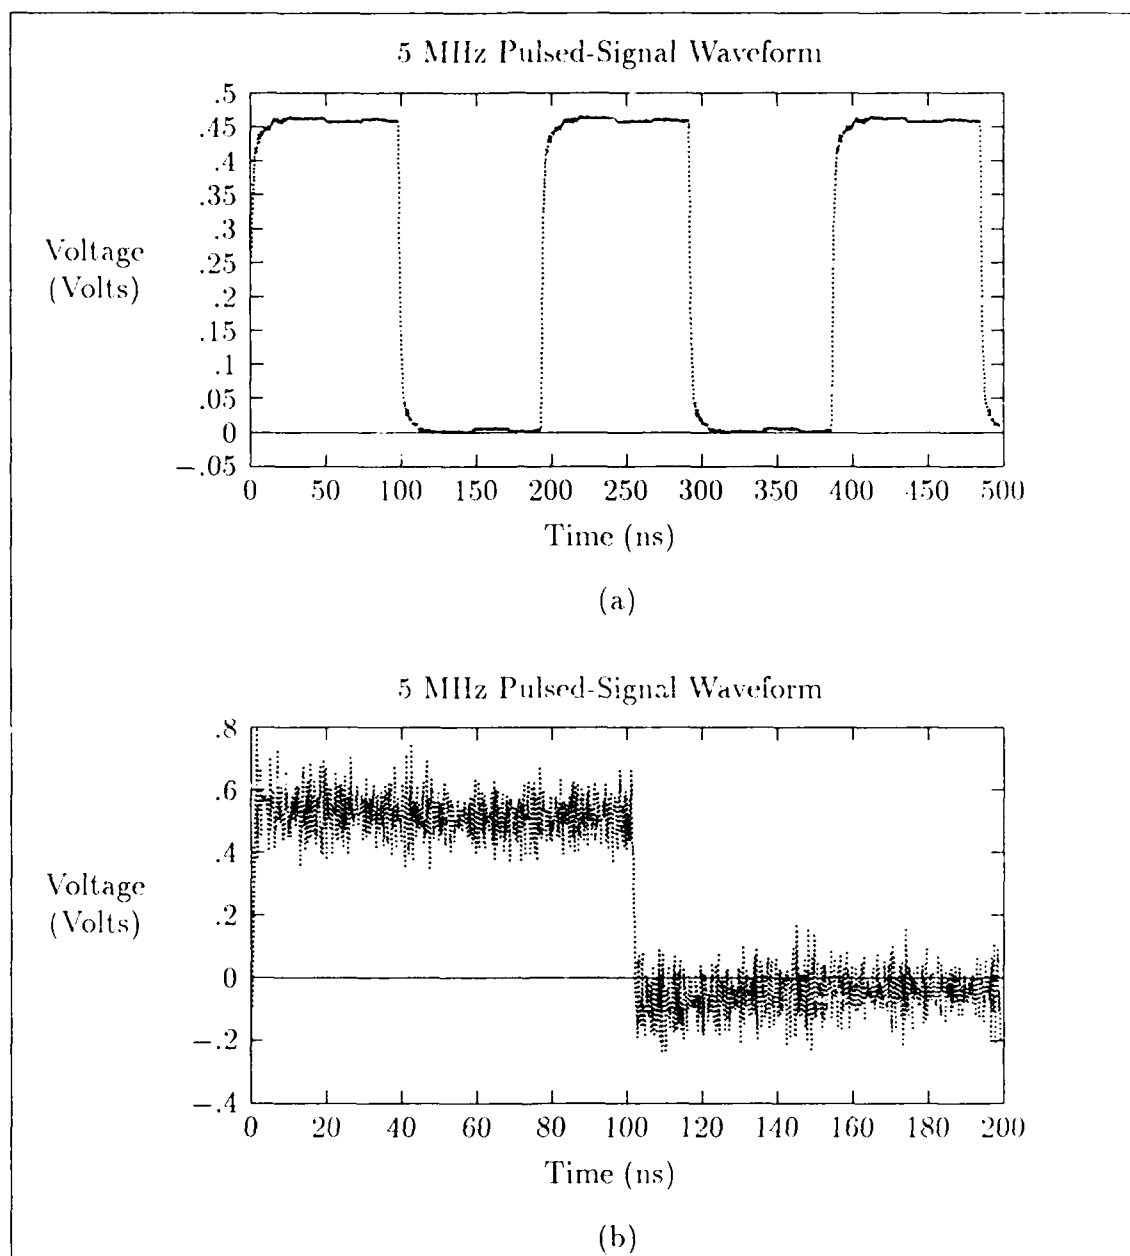 5 MHz Pulsed-Signal Waveform
.5
.45
.4
.35
.3
.25
.2
.15
.1
.05
0
−.05
Voltage
(Volts)
0 50 100 150 200 250 300 350 400 450 500
Time (ns)
(a)
5 MHz Pulsed-Signal Waveform
.8
.6
.4
.2
0
−.2
−.4
Voltage
(Volts)
0 20 40 60 80 100 120 140 160 180 200
Time (ns)
(b)